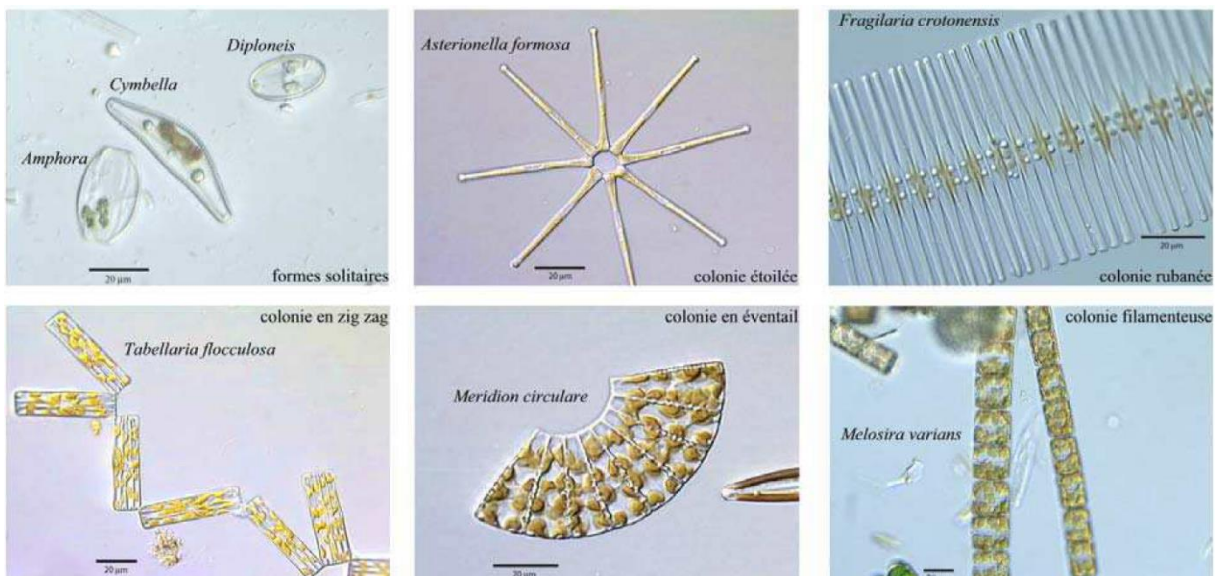 Diploneis
Cymbella
Amphora
20 µm
formes solitaires
Asterionella formosa
20 µm
colonie étoilée
Fragilaria crotonensis
20 µm
colonie rubanée
colonie en zig zag
Tabellaria flocculosa
20 µm
colonie en éventail
Meridion circulare
20 µm
colonie filamenteuse
Melosira varians